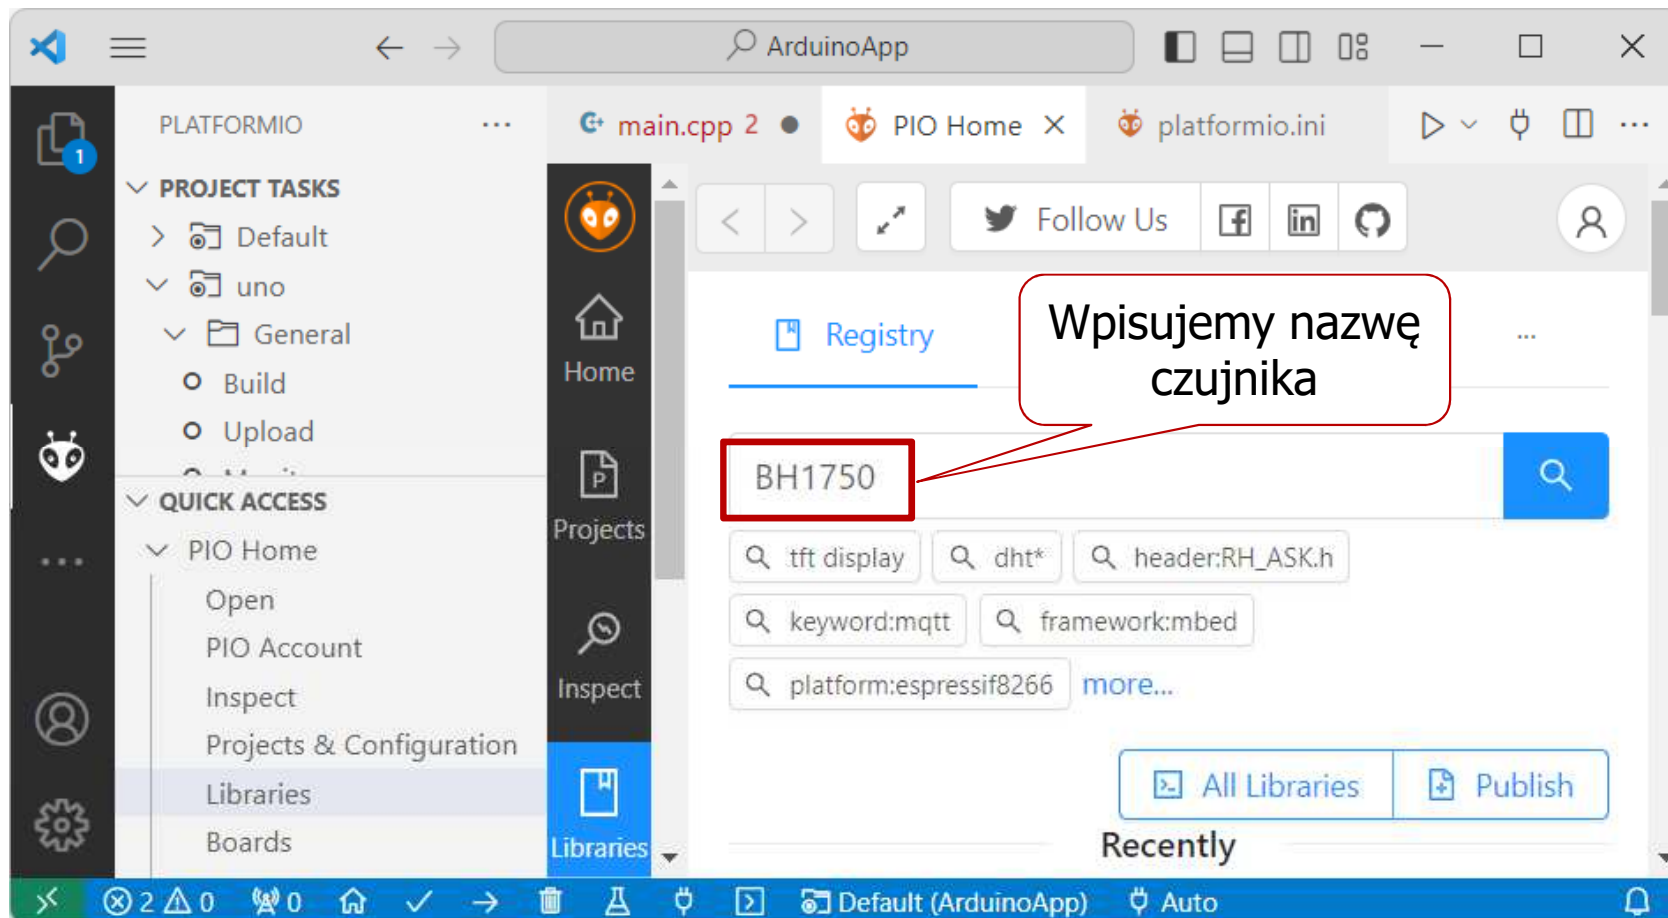 ArduinoApp
1
PLATFORMIO
PROJECT TASKS
Default
uno
General
Build
Upload
QUICK ACCESS
PIO Home
Open
PIO Account
Inspect
Projects & Configuration
Libraries
Boards
main.cpp 2
PIO Home
platformio.ini
Home
Projects
Inspect
Libraries
Follow Us
Registry
...
Wpisujemy nazwę
czujnika
BH1750
tft display
dht*
header:RH_ASK.h
keyword:mqtt
framework:mbed
platform:espressif8266
more...
All Libraries
Publish
Recently
2 0 0 Default (ArduinoApp) Auto